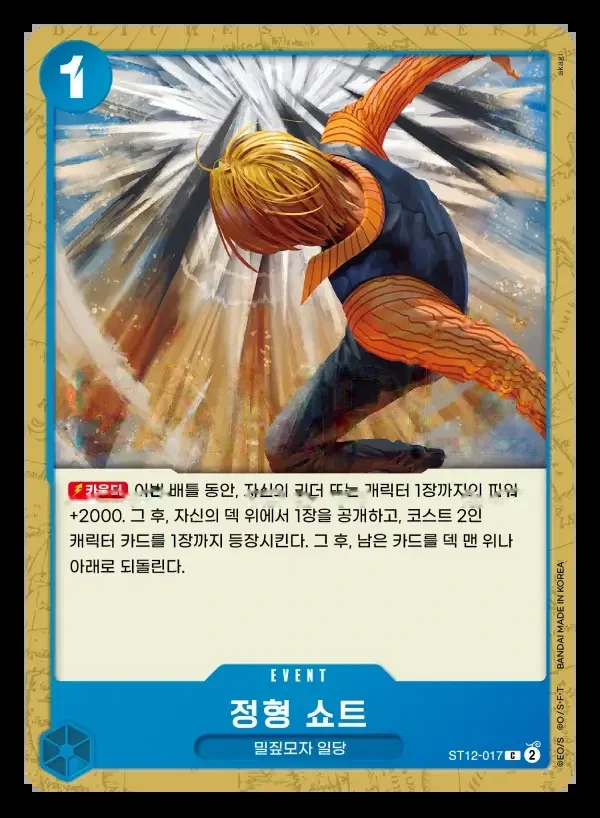 1
akagi
카운터 이번 배틀 동안, 자신의 리더 또는 캐릭터 1장까지의 파워
+2000. 그 후, 자신의 덱 위에서 1장을 공개하고, 코스트 2인
캐릭터 카드를 1장까지 등장시킨다. 그 후, 남은 카드를 덱 맨 위나
아래로 되돌린다.
EVENT
정형 쇼트
밀짚모자 일당
ST12-017 C 2
©EO/S. ©O/S·F·T BANDAI MADE IN KOREA